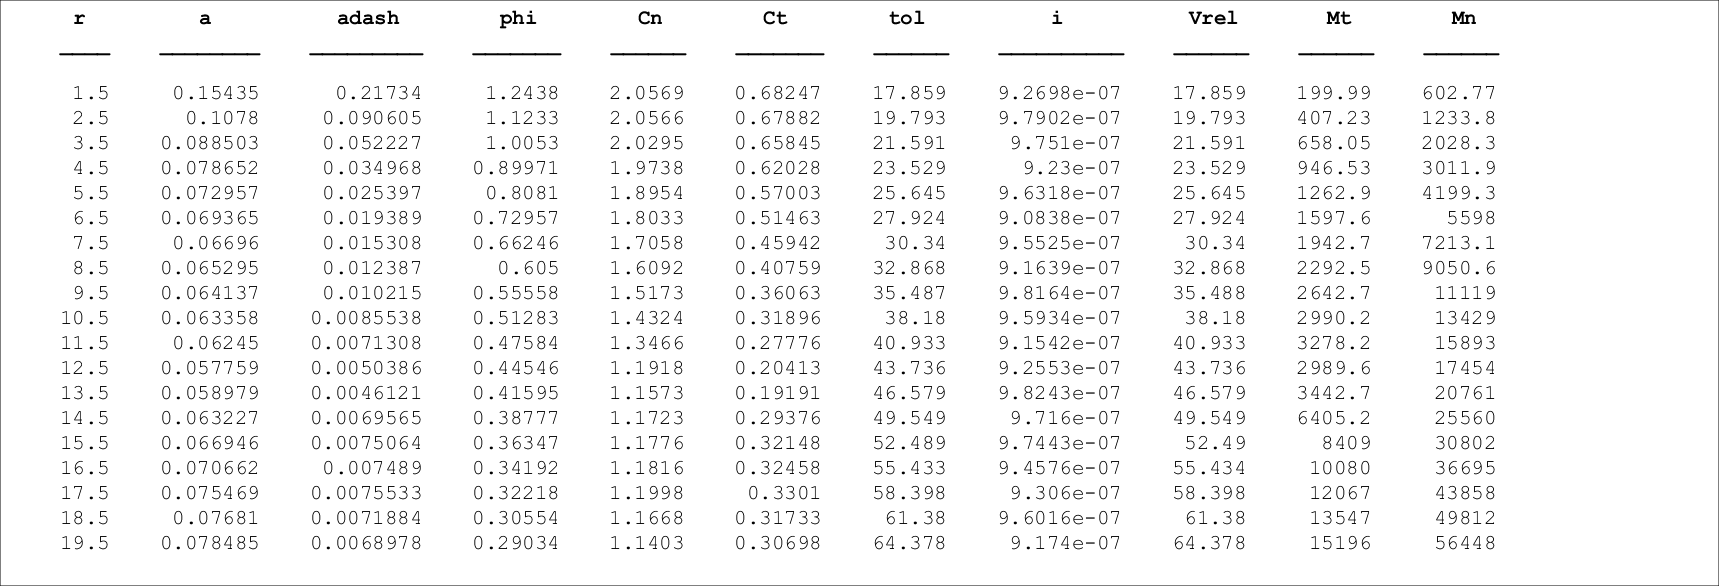 r a adash phi Cn Ct tol i Vrel Mt Mn
1.5 0.15435 0.21734 1.2438 2.0569 0.68247 17.859 9.2698e-07 17.859 199.99 602.77
2.5 0.1078 0.090605 1.1233 2.0566 0.67882 19.793 9.7902e-07 19.793 407.23 1233.8
3.5 0.088503 0.052227 1.0053 2.0295 0.65845 21.591 9.751e-07 21.591 658.05 2028.3
4.5 0.078652 0.034968 0.89971 1.9738 0.62028 23.529 9.23e-07 23.529 946.53 3011.9
5.5 0.072957 0.025397 0.8081 1.8954 0.57003 25.645 9.6318e-07 25.645 1262.9 4199.3
6.5 0.069365 0.019389 0.72957 1.8033 0.51463 27.924 9.0838e-07 27.924 1597.6 5598
7.5 0.06696 0.015308 0.66246 1.7058 0.45942 30.34 9.5525e-07 30.34 1942.7 7213.1
8.5 0.065295 0.012387 0.605 1.6092 0.40759 32.868 9.1639e-07 32.868 2292.5 9050.6
9.5 0.064137 0.010215 0.55558 1.5173 0.36063 35.487 9.8164e-07 35.488 2642.7 11119
10.5 0.063358 0.0085538 0.51283 1.4324 0.31896 38.18 9.5934e-07 38.18 2990.2 13429
11.5 0.06245 0.0071308 0.47584 1.3466 0.27776 40.933 9.1542e-07 40.933 3278.2 15893
12.5 0.057759 0.0050386 0.44546 1.1918 0.20413 43.736 9.2553e-07 43.736 2989.6 17454
13.5 0.058979 0.0046121 0.41595 1.1573 0.19191 46.579 9.8243e-07 46.579 3442.7 20761
14.5 0.063227 0.0069565 0.38777 1.1723 0.29376 49.549 9.716e-07 49.549 6405.2 25560
15.5 0.066946 0.0075064 0.36347 1.1776 0.32148 52.489 9.7443e-07 52.49 8409 30802
16.5 0.070662 0.007489 0.34192 1.1816 0.32458 55.433 9.4576e-07 55.434 10080 36695
17.5 0.075469 0.0075533 0.32218 1.1998 0.3301 58.398 9.306e-07 58.398 12067 43858
18.5 0.07681 0.0071884 0.30554 1.1668 0.31733 61.38 9.6016e-07 61.38 13547 49812
19.5 0.078485 0.0068978 0.29034 1.1403 0.30698 64.378 9.174e-07 64.378 15196 56448